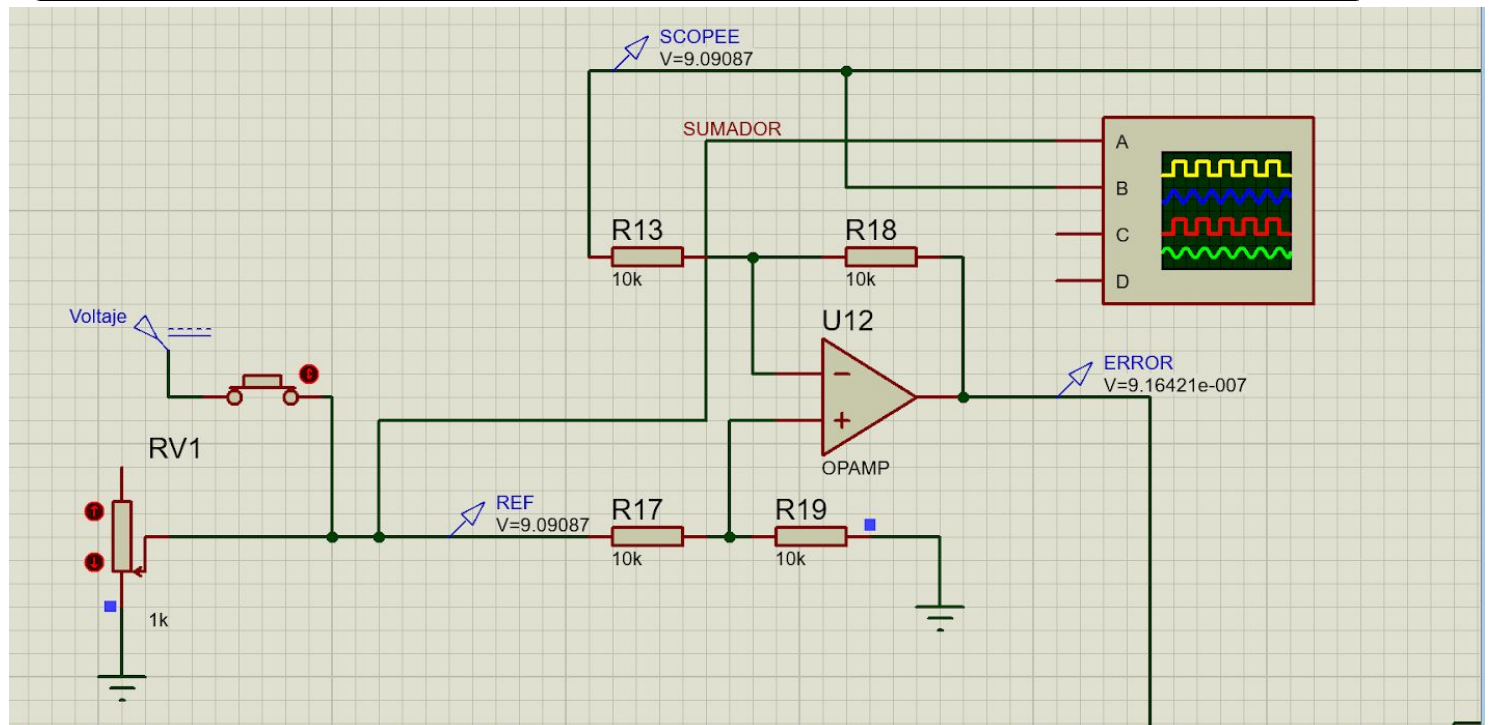 SCOPEE
V=9.09087
SUMADOR
A
B
C
D
R13
10k
R18
10k
U12
Voltaje
ERROR
V=9.16421e-007
RV1
OPAMP
REF
V=9.09087
R17
10k
R19
10k
1k